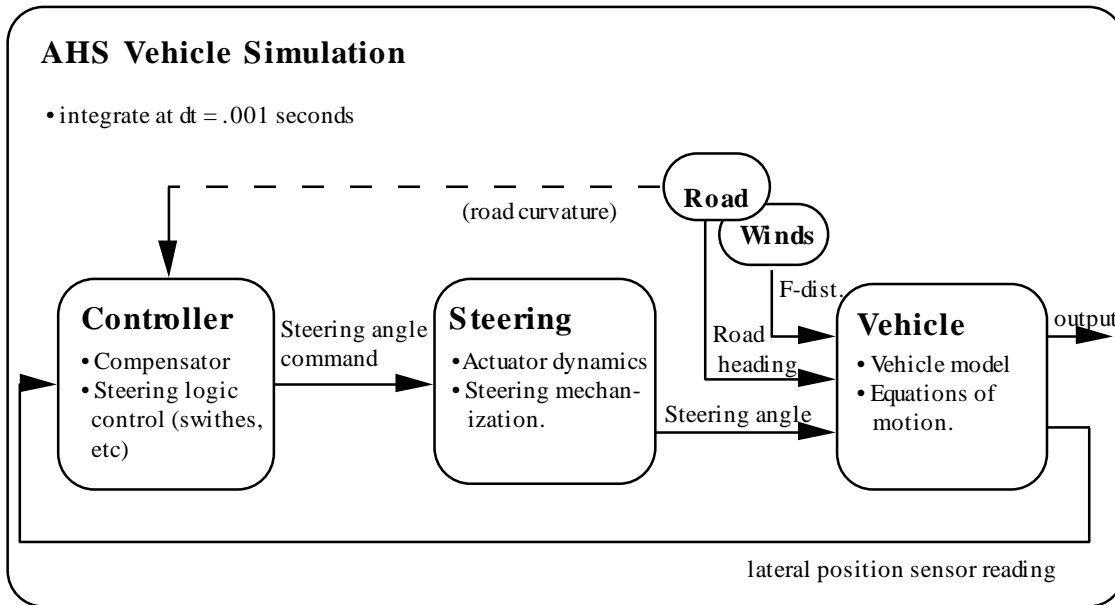 AHS Vehicle Simulation
• integrate at dt = .001 seconds
Road
(road curvature)
Winds
F-dist.
Controller
• Compensator
• Steering logic
control (swithes,
etc)
Steering angle
command
Steering
• Actuator dynamics
• Steering mechan-
ization.
Road
heading
Steering angle
Vehicle
• Vehicle model
• Equations of
motion.
output
lateral position sensor reading